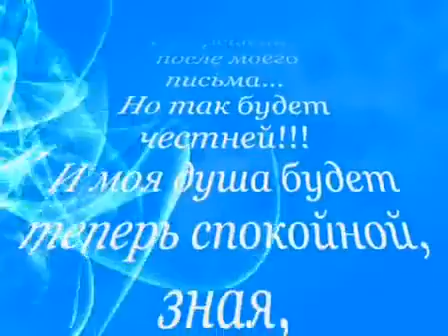 после моего
письма...
Но так будет
честней!!!
И моя душа будет
теперь спокойной,
зная,